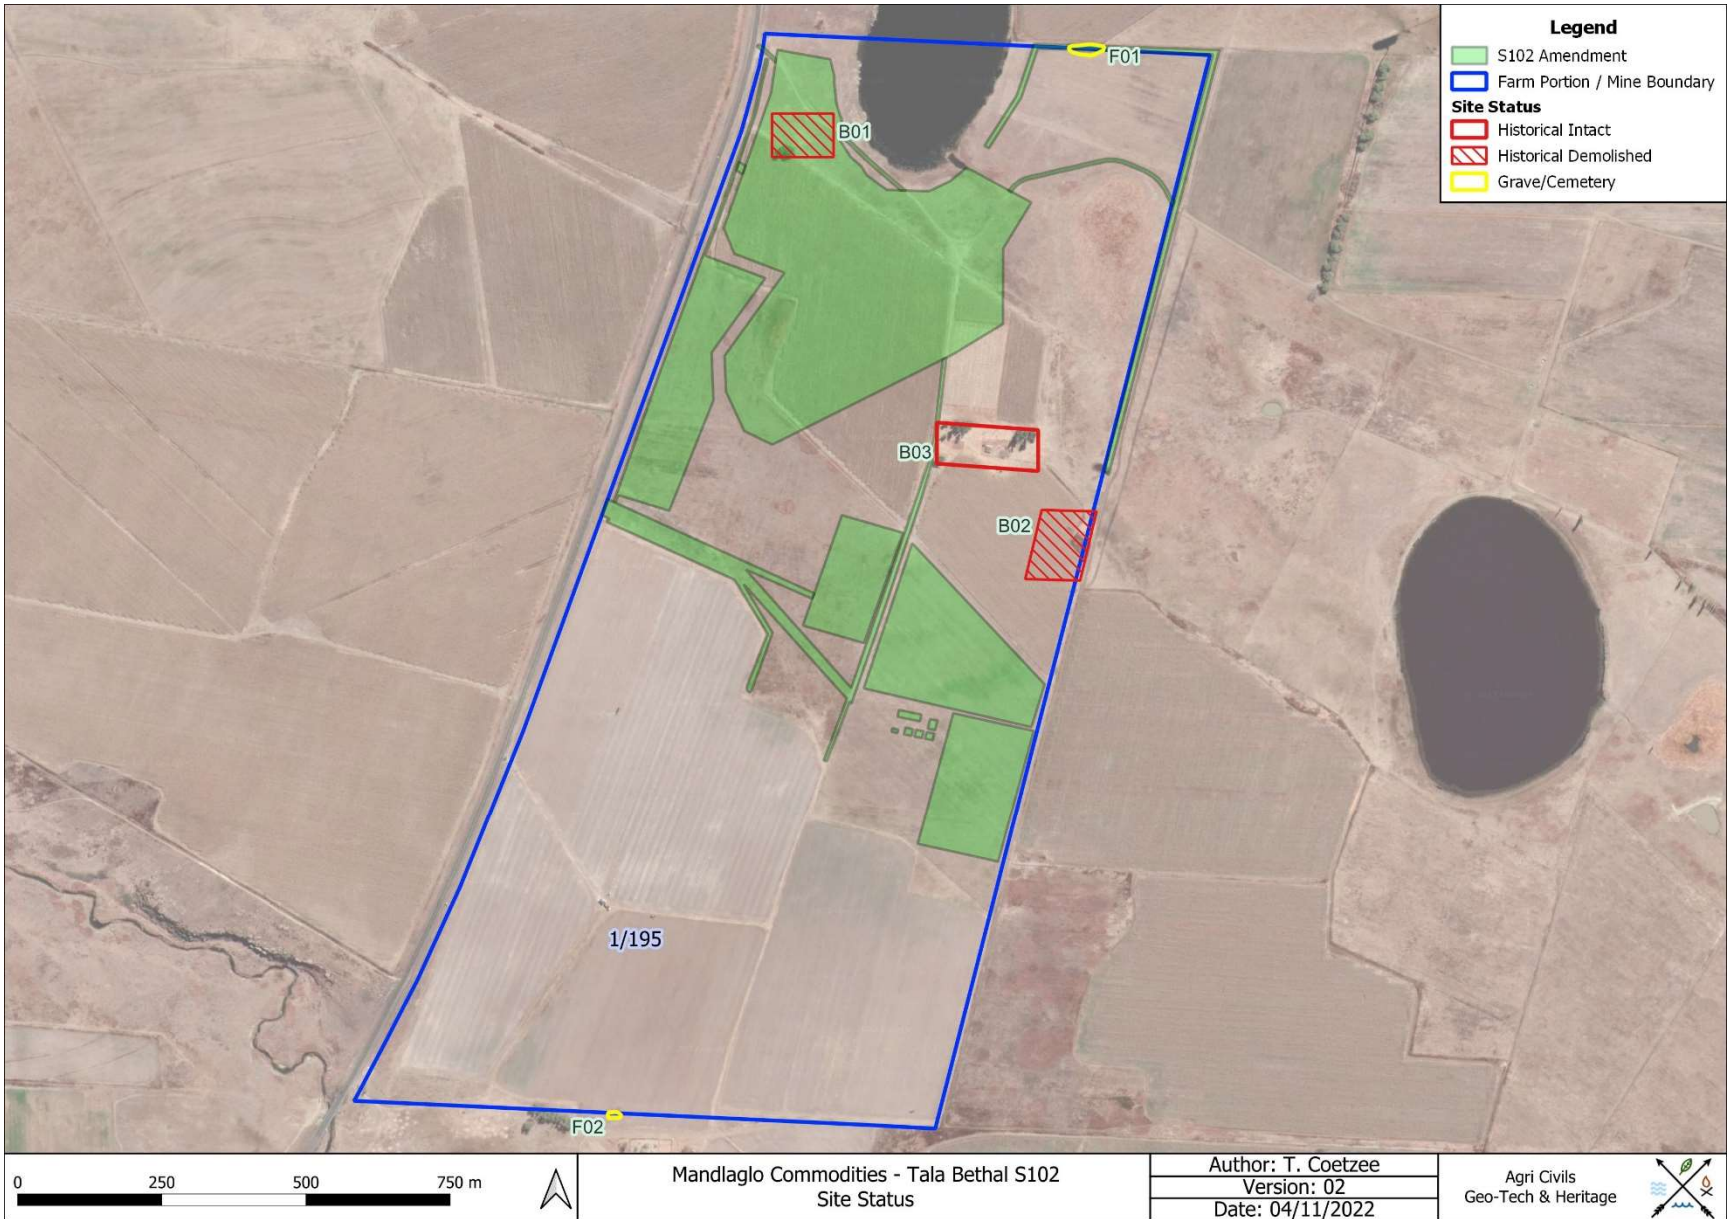 Legend
S102 Amendment
Farm Portion / Mine Boundary
Site Status
Historical Intact
Historical Demolished
Grave/Cemetery
F01
B01
B03
B02
1/195
F02
0 250 500 750 m
Mandlaglo Commodities - Tala Bethal S102
Site Status
Author: T. Coetzee
Version: 02
Date: 04/11/2022
Agri Civils
Geo-Tech & Heritage